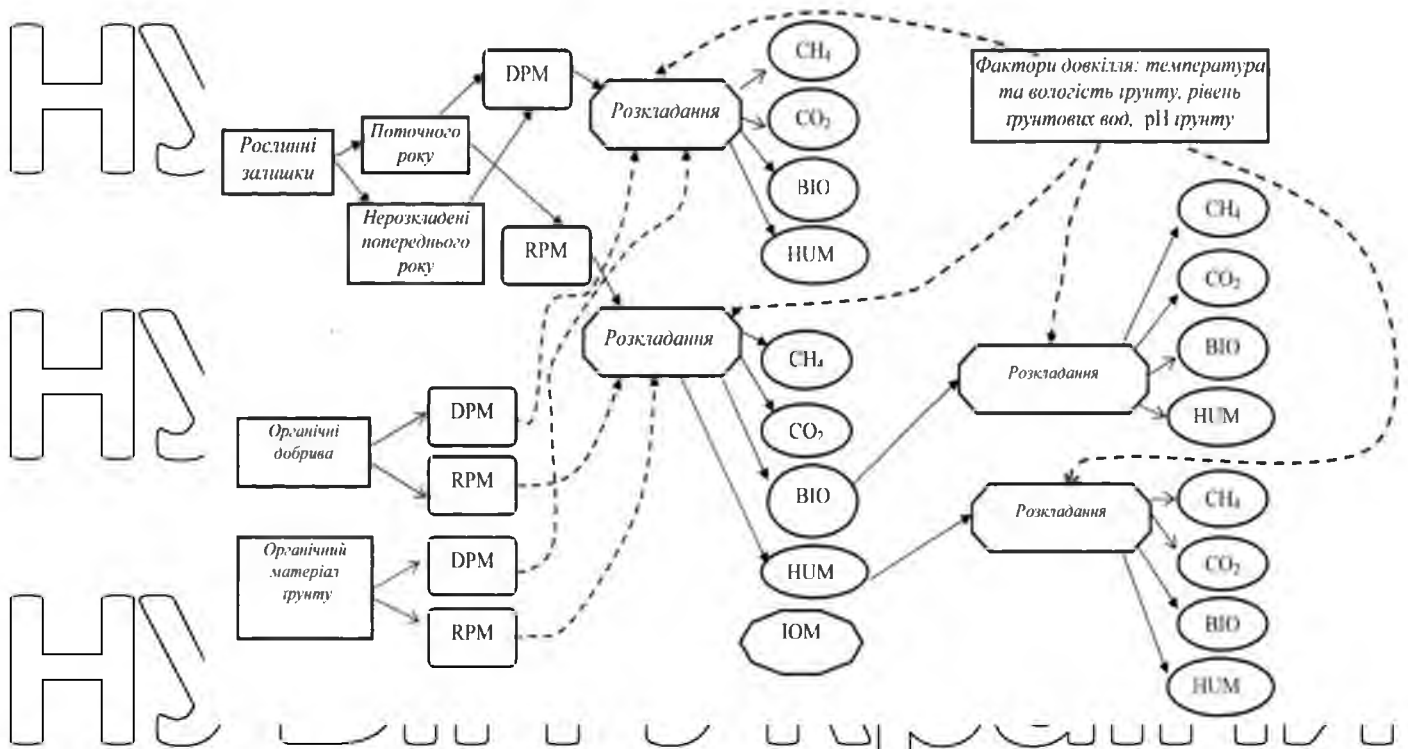 DPM
CH₄
Розкладання
CO₂
BIO
HUM
Фактори довкілля: температура
та вологість ґрунту, рівень
ґрунтових вод, pH ґрунту
Рослинні
залишки
Поточного
року
Нерозкладені
попереднього
року
RPM
Розкладання
CH₄
CO₂
BIO
HUM
IOM
Органічні
добрива
DPM
RPM
Органічний
матеріал
ґрунту
DPM
RPM
Розкладання
CH₄
CO₂
BIO
HUM
Розкладання
CH₄
CO₂
BIO
HUM